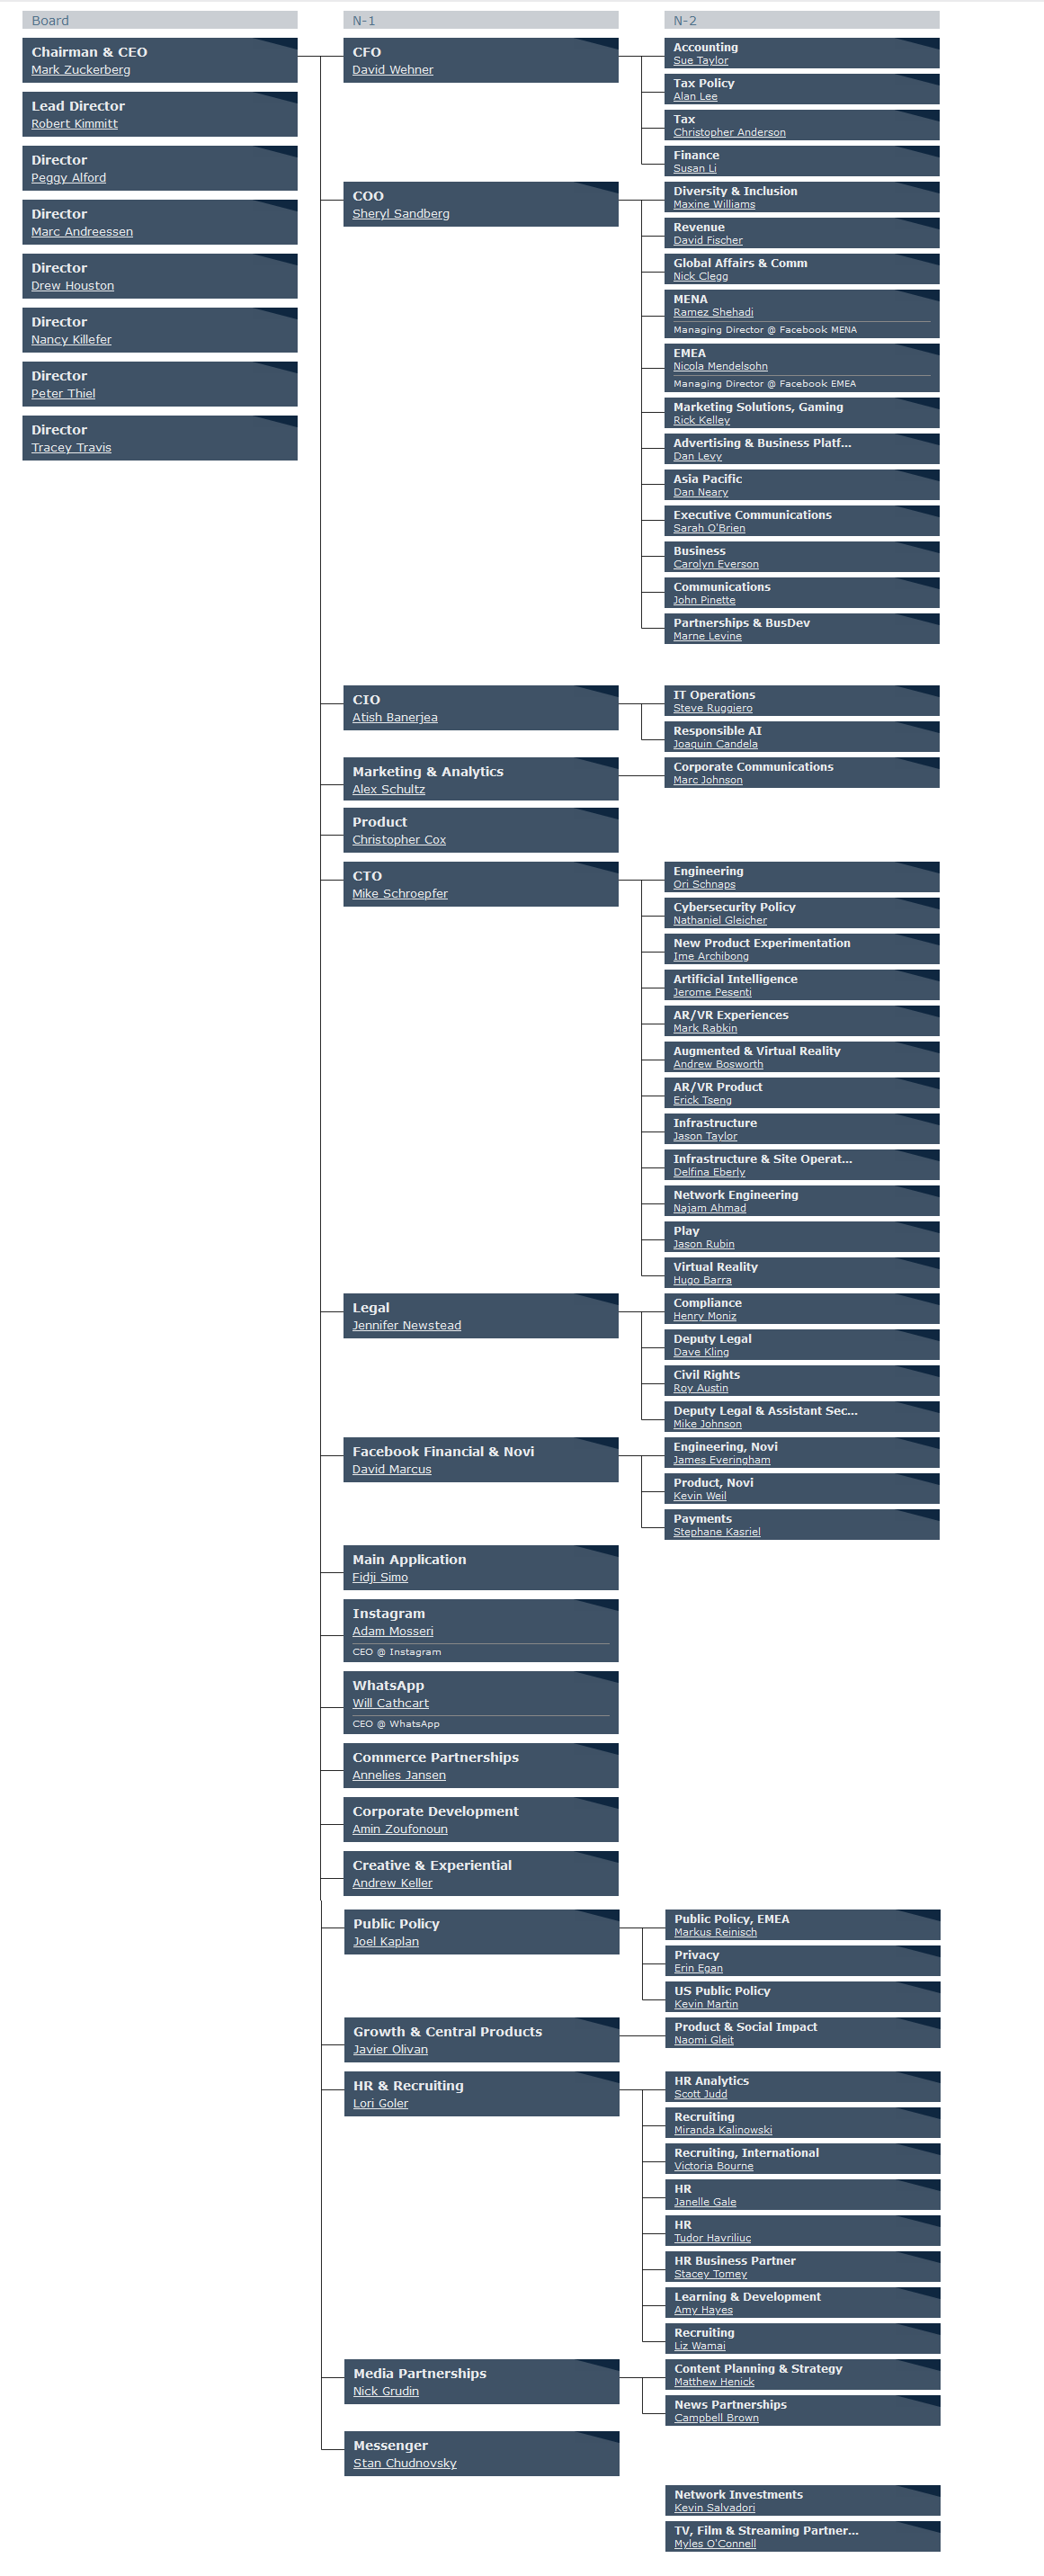 Board
N-1
N-2
Chairman & CEO
Mark Zuckerberg
Lead Director
Robert Kimmitt
Director
Peggy Alford
Director
Marc Andreessen
Director
Drew Houston
Director
Nancy Killefer
Director
Peter Thiel
Director
Tracey Travis
CFO
David Wehner
Accounting
Sue Taylor
Tax Policy
Alan Lee
Tax
Christopher Anderson
Finance
Susan Li
COO
Sheryl Sandberg
Diversity & Inclusion
Maxine Williams
Revenue
David Fischer
Global Affairs & Comm
Nick Clegg
MENA
Ramez Shehadi
Managing Director @ Facebook MENA
EMEA
Nicola Mendelsohn
Managing Director @ Facebook EMEA
Marketing Solutions, Gaming
Rick Kelley
Advertising & Business Platf...
Dan Levy
Asia Pacific
Dan Neary
Executive Communications
Sarah O'Brien
Business
Carolyn Everson
Communications
John Pinette
Partnerships & BusDev
Marne Levine
CIO
Atish Banerjea
IT Operations
Steve Ruggiero
Responsible AI
Joaquin Candela
Marketing & Analytics
Alex Schultz
Corporate Communications
Marc Johnson
Product
Christopher Cox
CTO
Mike Schroepfer
Engineering
Ori Schnaps
Cybersecurity Policy
Nathaniel Gleicher
New Product Experimentation
Ime Archibong
Artificial Intelligence
Jerome Pesenti
AR/VR Experiences
Mark Rabkin
Augmented & Virtual Reality
Andrew Bosworth
AR/VR Product
Erick Tseng
Infrastructure
Jason Taylor
Infrastructure & Site Operat...
Delfina Eberly
Network Engineering
Najam Ahmad
Play
Jason Rubin
Virtual Reality
Hugo Barra
Legal
Jennifer Newstead
Compliance
Henry Moniz
Deputy Legal
Dave Kling
Civil Rights
Roy Austin
Deputy Legal & Assistant Sec...
Mike Johnson
Facebook Financial & Novi
David Marcus
Engineering, Novi
James Everingham
Product, Novi
Kevin Weil
Payments
Stephane Kasriel
Main Application
Fidji Simo
Instagram
Adam Mosseri
CEO @ Instagram
WhatsApp
Will Cathcart
CEO @ WhatsApp
Commerce Partnerships
Annelies Jansen
Corporate Development
Amin Zoufonoun
Creative & Experiential
Andrew Keller
Public Policy
Joel Kaplan
Public Policy, EMEA
Markus Reinisch
Privacy
Erin Egan
US Public Policy
Kevin Martin
Growth & Central Products
Javier Olivan
Product & Social Impact
Naomi Gleit
HR & Recruiting
Lori Goler
HR Analytics
Scott Judd
Recruiting
Miranda Kalinowski
Recruiting, International
Victoria Bourne
HR
Janelle Gale
HR
Tudor Havriliuc
HR Business Partner
Stacey Tomey
Learning & Development
Amy Hayes
Recruiting
Liz Wamai
Media Partnerships
Nick Grudin
Content Planning & Strategy
Matthew Henick
News Partnerships
Campbell Brown
Messenger
Stan Chudnovsky
Network Investments
Kevin Salvadori
TV, Film & Streaming Partner...
Myles O'Connell